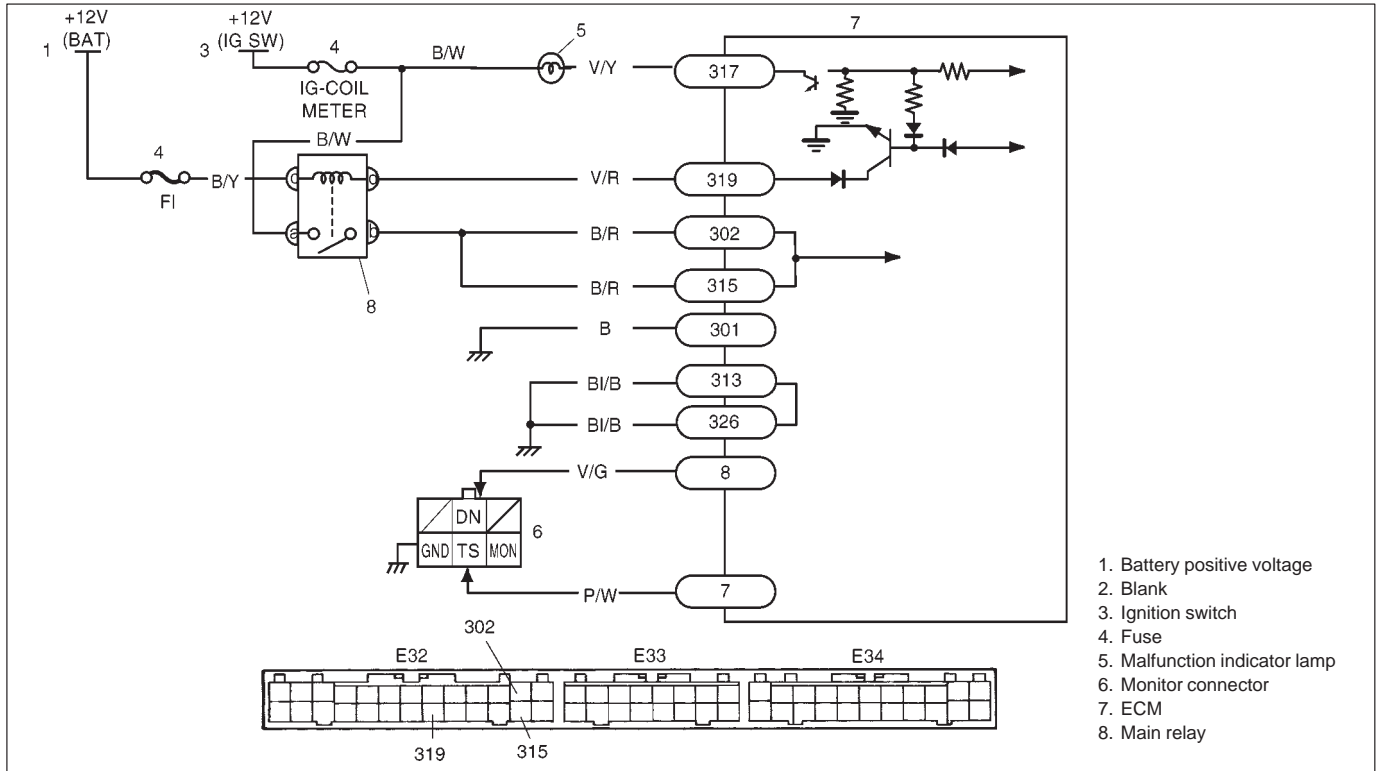 +12V
(BAT)
1
+12V
(IG SW)
3
4
IG-COIL
METER
B/W
5
V/Y
317
7
B/W
4
FI
B/Y
a
a
a
b
8
V/R
319
B/R
302
B/R
315
B
301
BI/B
313
BI/B
326
V/G
8
DN
GND TS MON
6
P/W
7
1. Battery positive voltage
2. Blank
3. Ignition switch
4. Fuse
5. Malfunction indicator lamp
6. Monitor connector
7. ECM
8. Main relay
302
E32
E33
E34
319
315